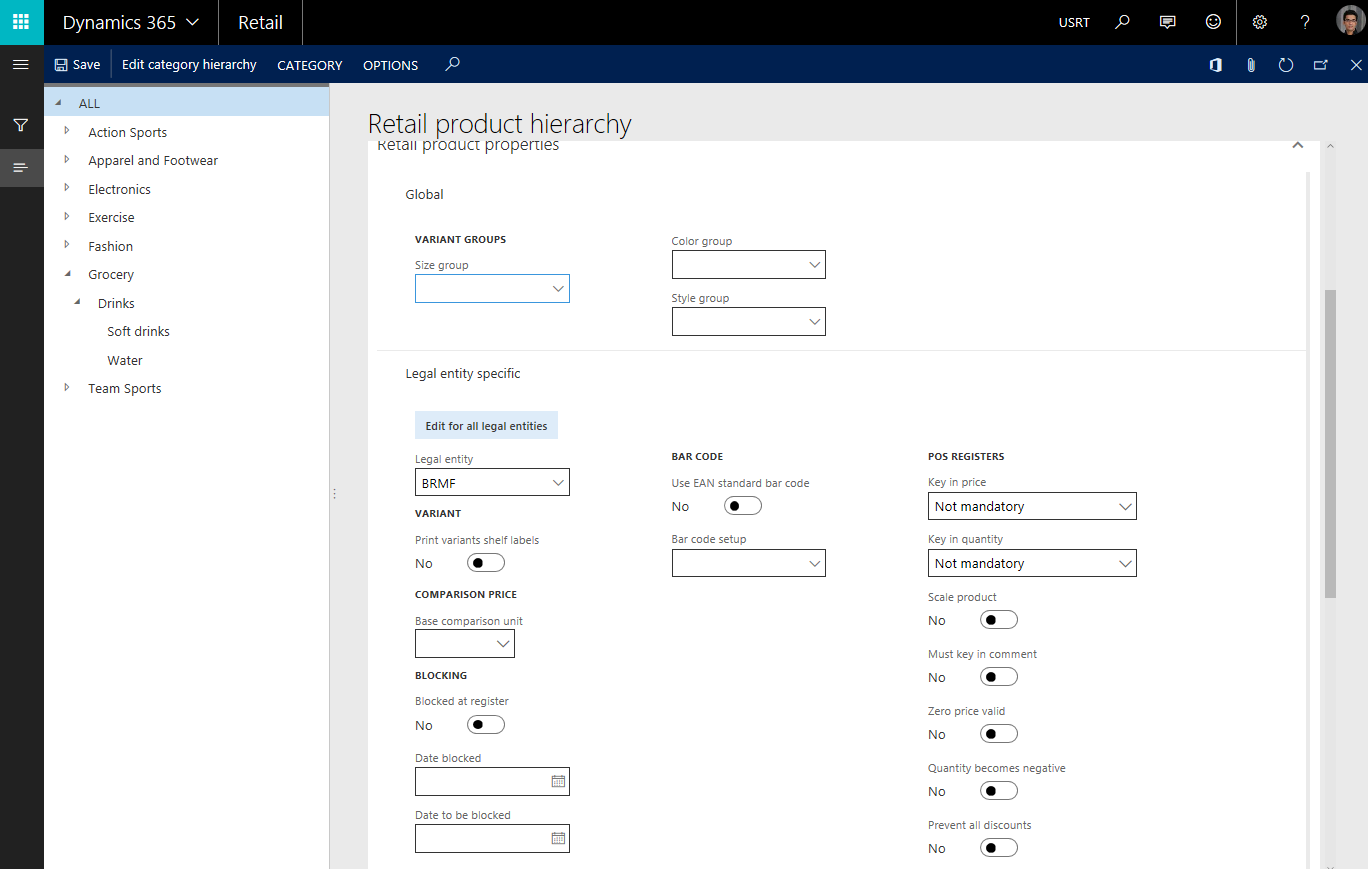 Dynamics 365
Retail
USRT
Save
Edit category hierarchy
CATEGORY
OPTIONS
ALL
Action Sports
Apparel and Footwear
Electronics
Exercise
Fashion
Grocery
Drinks
Soft drinks
Water
Team Sports
Retail product hierarchy
Retail product properties
Global
VARIANT GROUPS
Size group
Color group
Style group
Legal entity specific
Edit for all legal entities
Legal entity
BRMF
VARIANT
Print variants shelf labels
No
COMPARISON PRICE
Base comparison unit
BLOCKING
Blocked at register
No
Date blocked
Date to be blocked
BAR CODE
Use EAN standard bar code
No
Bar code setup
POS REGISTERS
Key in price
Not mandatory
Key in quantity
Not mandatory
Scale product
No
Must key in comment
No
Zero price valid
No
Quantity becomes negative
No
Prevent all discounts
No